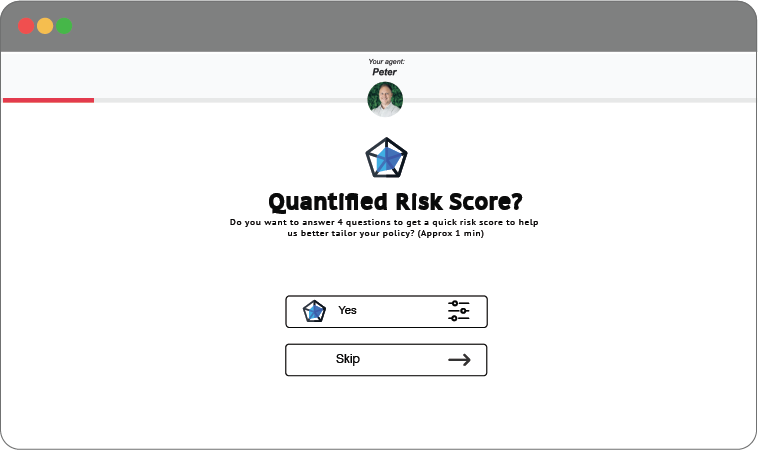 Your agent:
Peter
Quantified Risk Score?
Do you want to answer 4 questions to get a quick risk score to help
us better tailor your policy? (Approx 1 min)
Yes
Skip